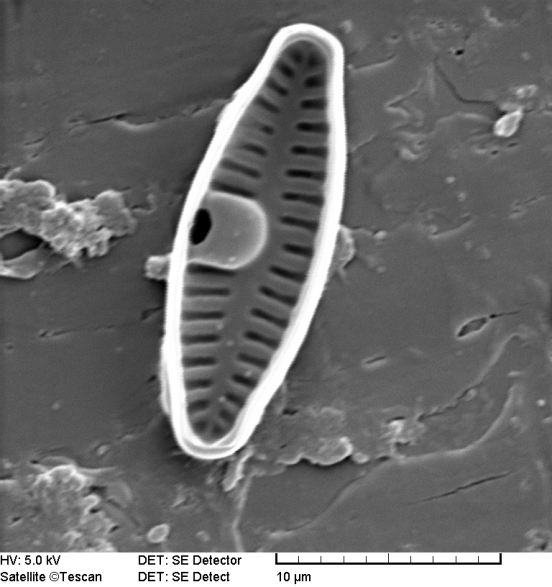 HV: 5.0 kV DET: SE Detector
Satellite ©Tescan DET: SE Detect 10 µm